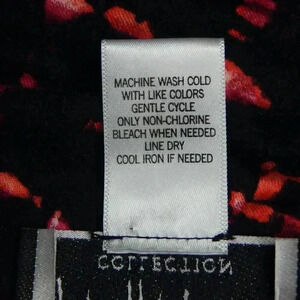 MACHINE WASH COLD
WITH LIKE COLORS
GENTLE CYCLE
ONLY NON-CHLORINE
BLEACH WHEN NEEDED
LINE DRY
COOL IRON IF NEEDED
COLLECTION